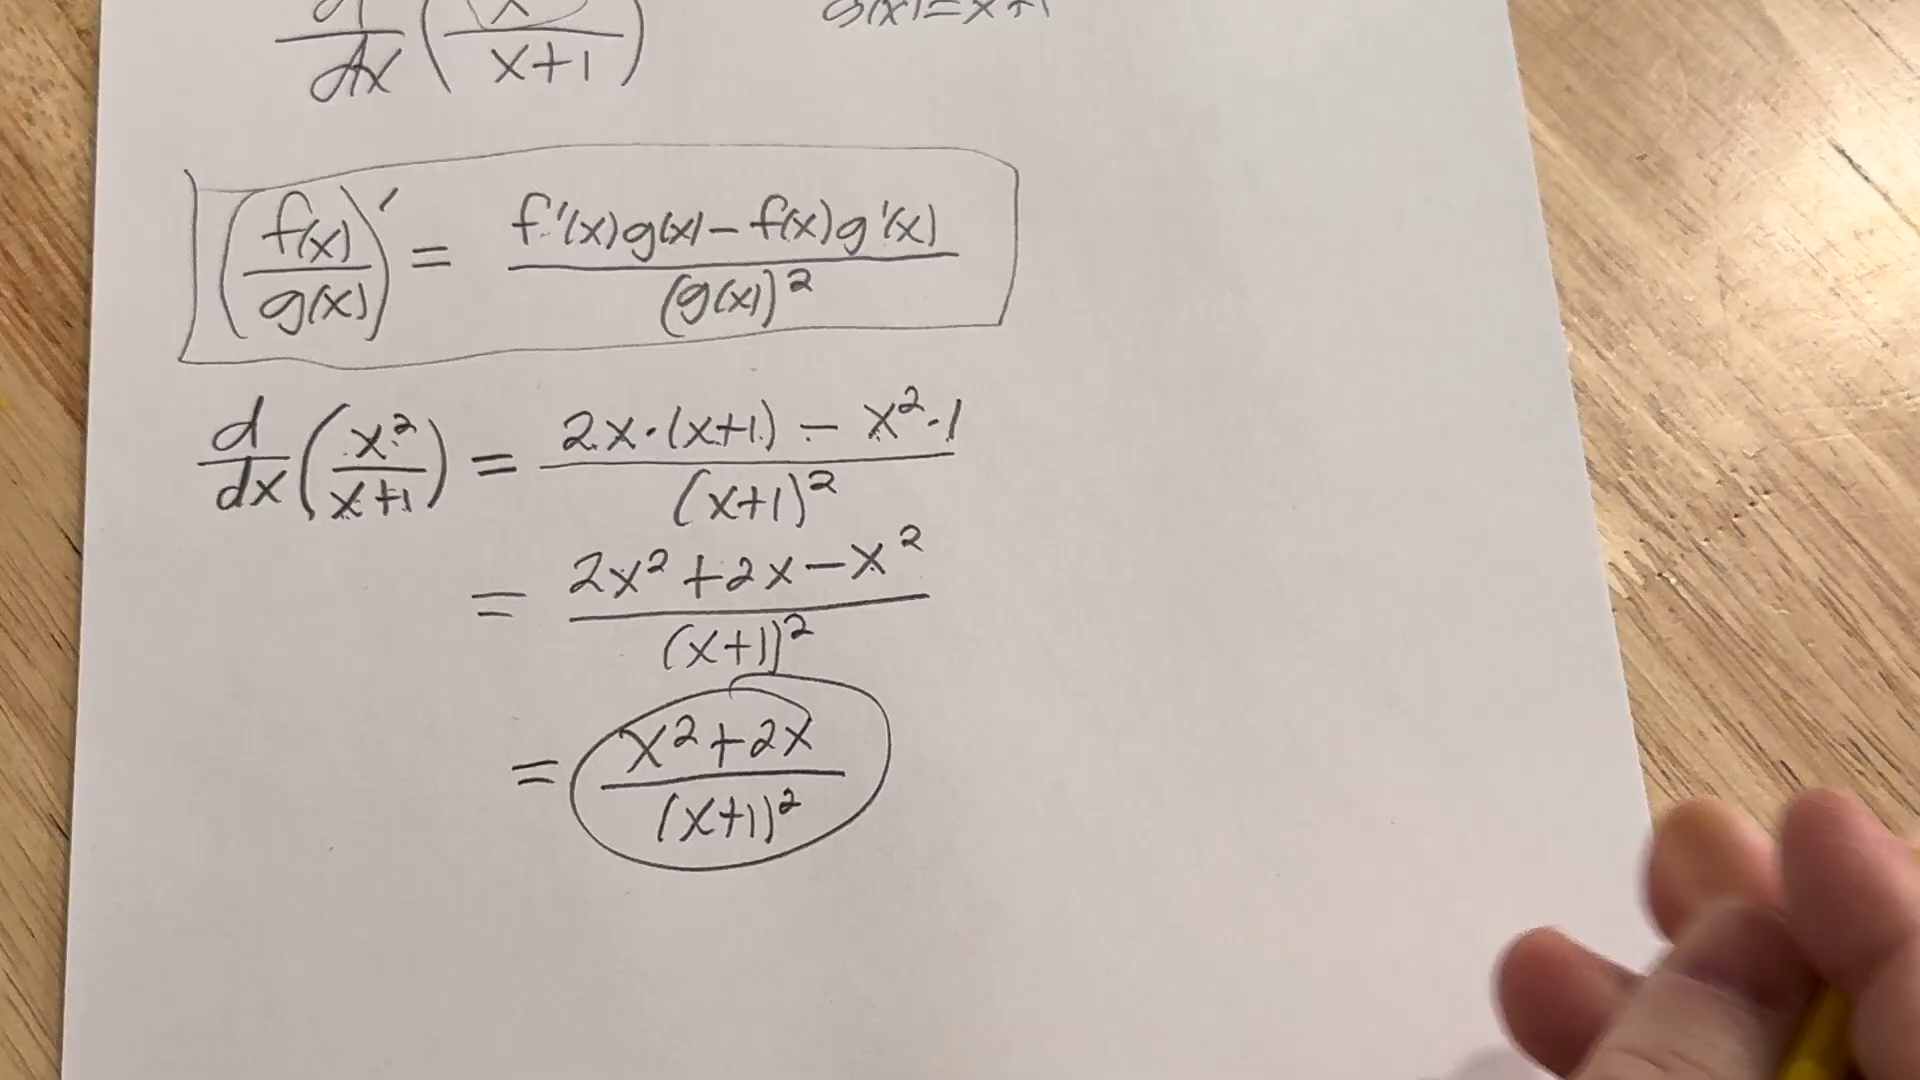 d/dx (x/(x+1)) g(x)=x+1
(f(x)/g(x))′ = (f′(x)g(x) − f(x)g′(x))/(g(x))²
d/dx (x²/(x+1)) = (2x·(x+1) − x²·1)/(x+1)²
= (2x²+2x−x²)/(x+1)²
= (x²+2x)/(x+1)²